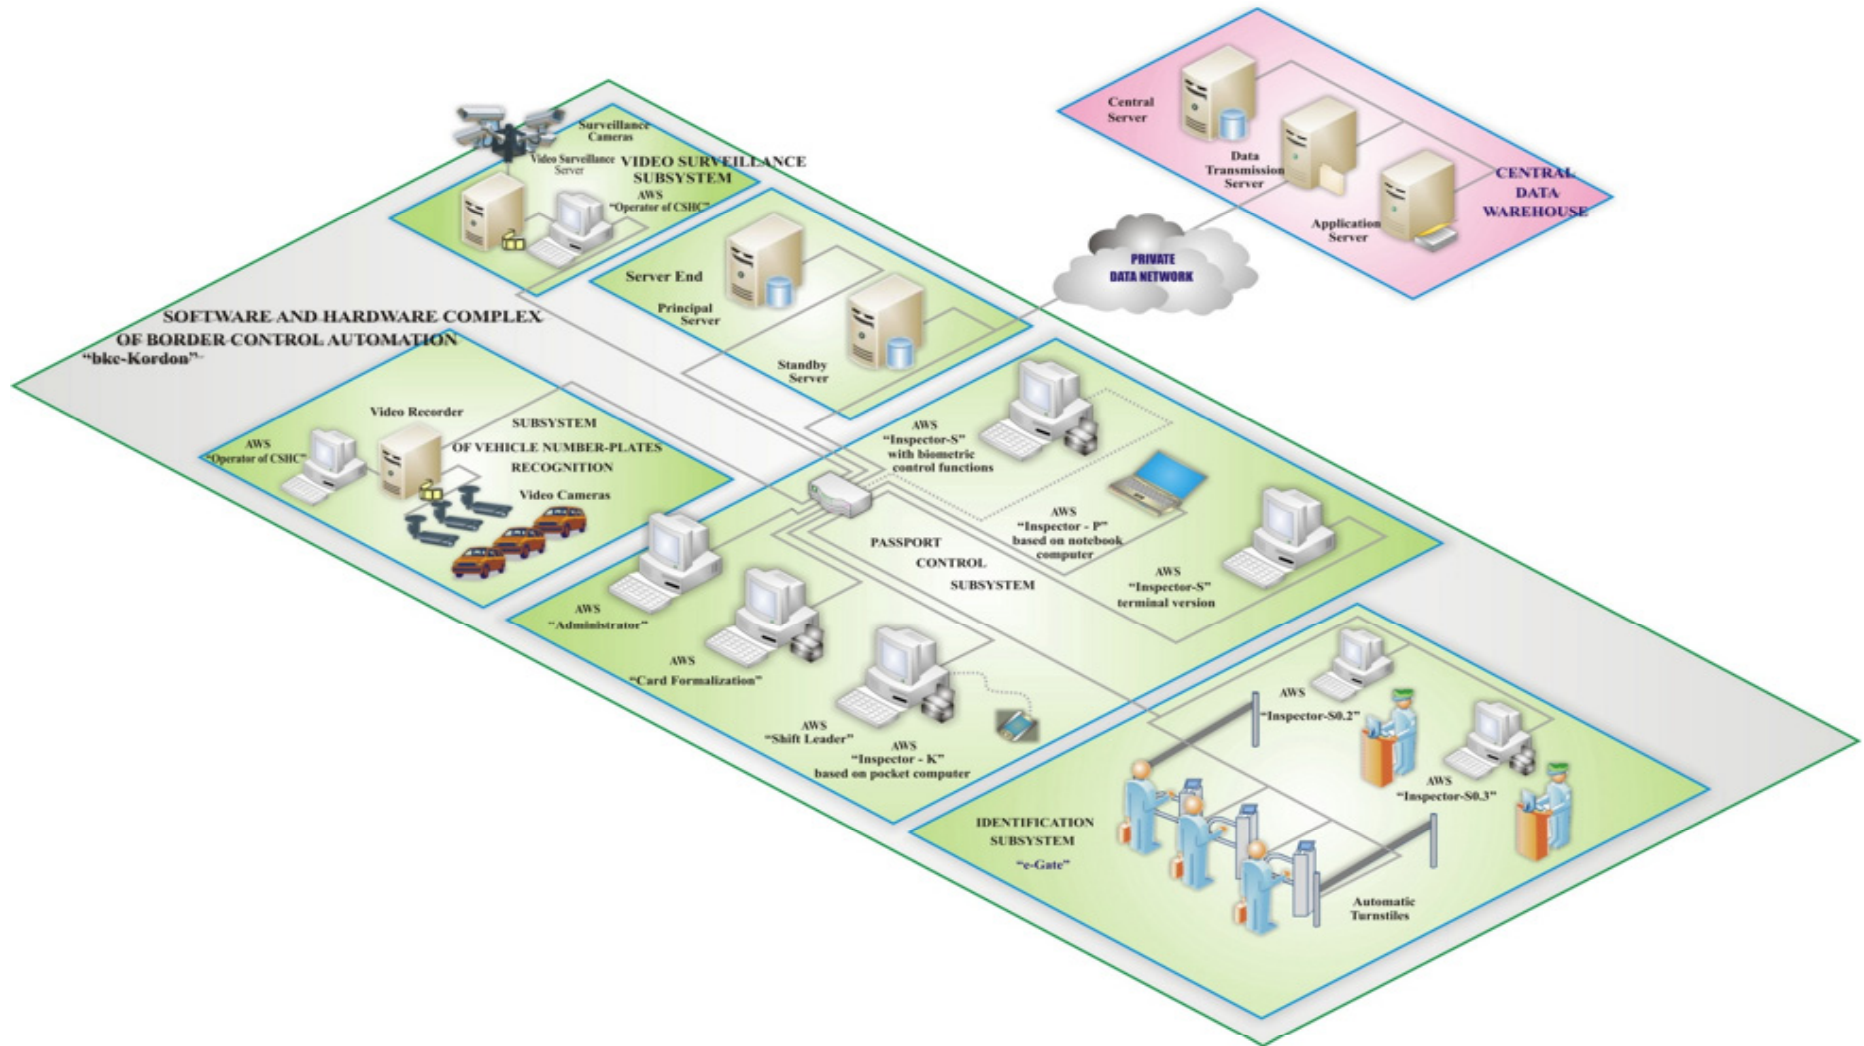 Surveillance
Cameras
Video Surveillance
Server
VIDEO SURVEILLANCE
SUBSYSTEM
AWS
“Operator of CSHC”
Central
Server
Data
Transmission
Server
Application
Server
CENTRAL
DATA
WAREHOUSE
PRIVATE
DATA NETWORK
Server End
Principal
Server
Standby
Server
SOFTWARE AND HARDWARE COMPLEX
OF BORDER CONTROL AUTOMATION
“bkc-Kordon”
Video Recorder
AWS
“Operator of CSHC”
SUBSYSTEM
OF VEHICLE NUMBER-PLATES
RECOGNITION
Video Cameras
AWS
“Inspector-S”
with biometric
control functions
AWS
“Inspector - P”
based on notebook
computer
AWS
“Inspector-S”
terminal version
PASSPORT
CONTROL
SUBSYSTEM
AWS
“Administrator”
AWS
“Card Formalization”
AWS
“Shift Leader”
AWS
“Inspector - K”
based on pocket computer
AWS
“Inspector-S0.2”
AWS
“Inspector-S0.3”
IDENTIFICATION
SUBSYSTEM
“e-Gate”
Automatic
Turnstiles